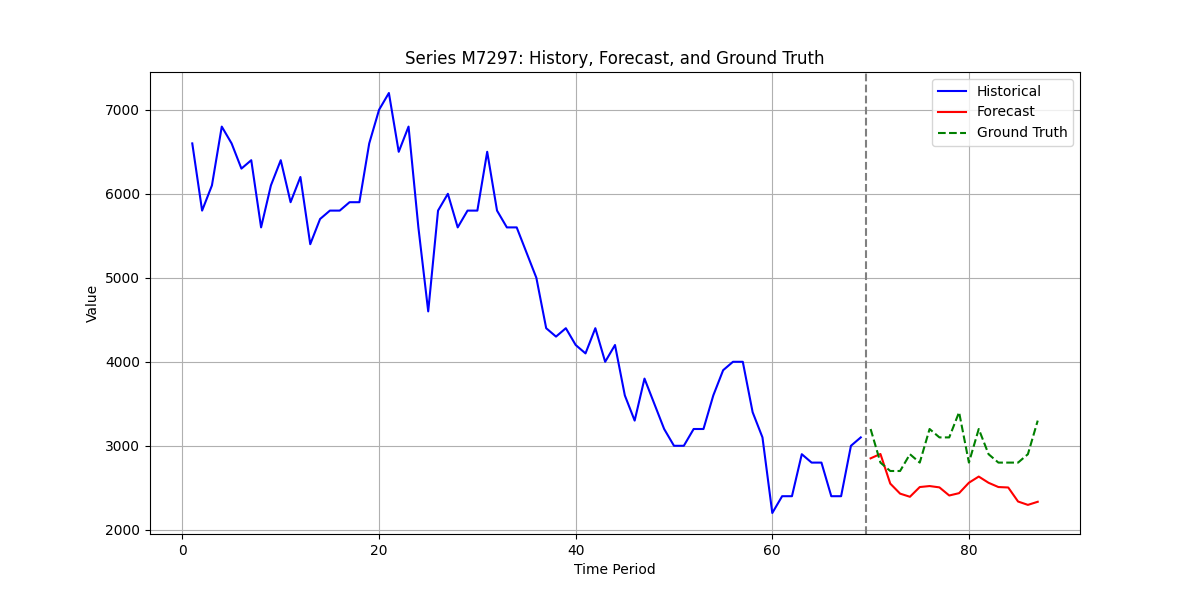 Series M7297: History, Forecast, and Ground Truth
Historical
Forecast
Ground Truth
Value
7000
6000
5000
4000
3000
2000
0
20
40
60
80
Time Period